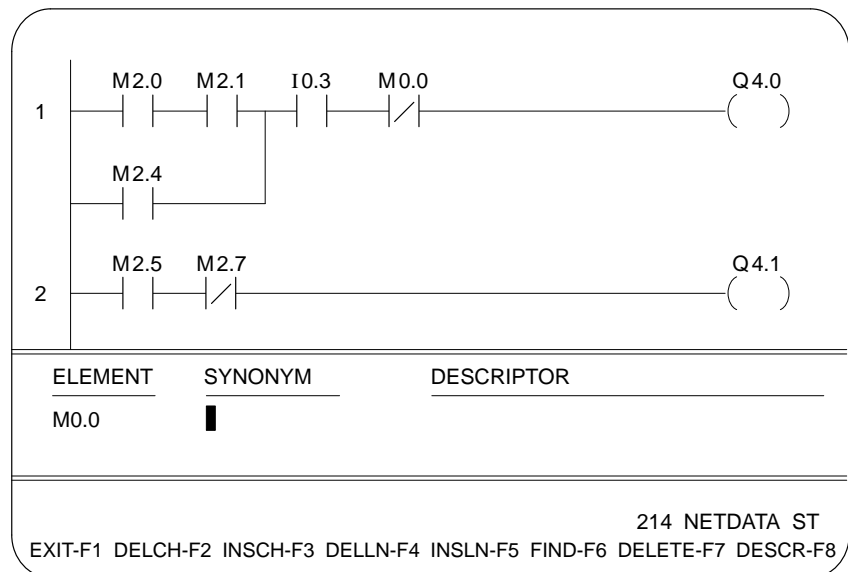 M2.0 M2.1 I0.3 M0.0 Q4.0
1
M2.4
M2.5 M2.7 Q4.1
2
ELEMENT SYNONYM DESCRIPTOR
M0.0
214 NETDATA ST
EXIT-F1 DELCH-F2 INSCH-F3 DELLN-F4 INSLN-F5 FIND-F6 DELETE-F7 DESCR-F8